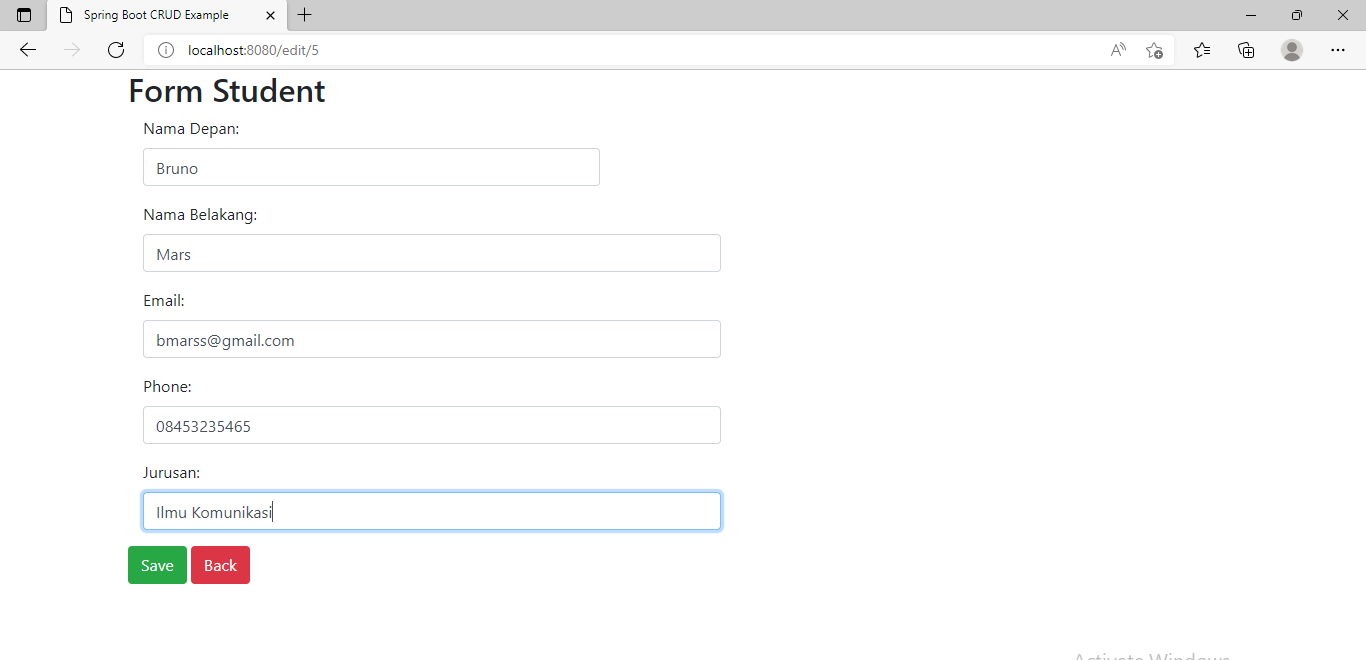 Spring Boot CRUD Example
localhost:8080/edit/5
Form Student
Nama Depan:
Bruno
Nama Belakang:
Mars
Email:
bmarss@gmail.com
Phone:
08453235465
Jurusan:
Ilmu Komunikasi
Save Back
Activate Windows